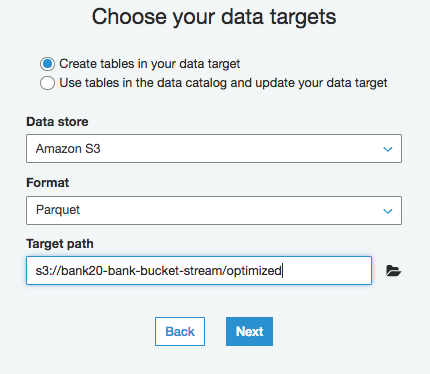 Choose your data targets
Create tables in your data target
Use tables in the data catalog and update your data target
Data store
Amazon S3
Format
Parquet
Target path
s3://bank20-bank-bucket-stream/optimized
Back Next